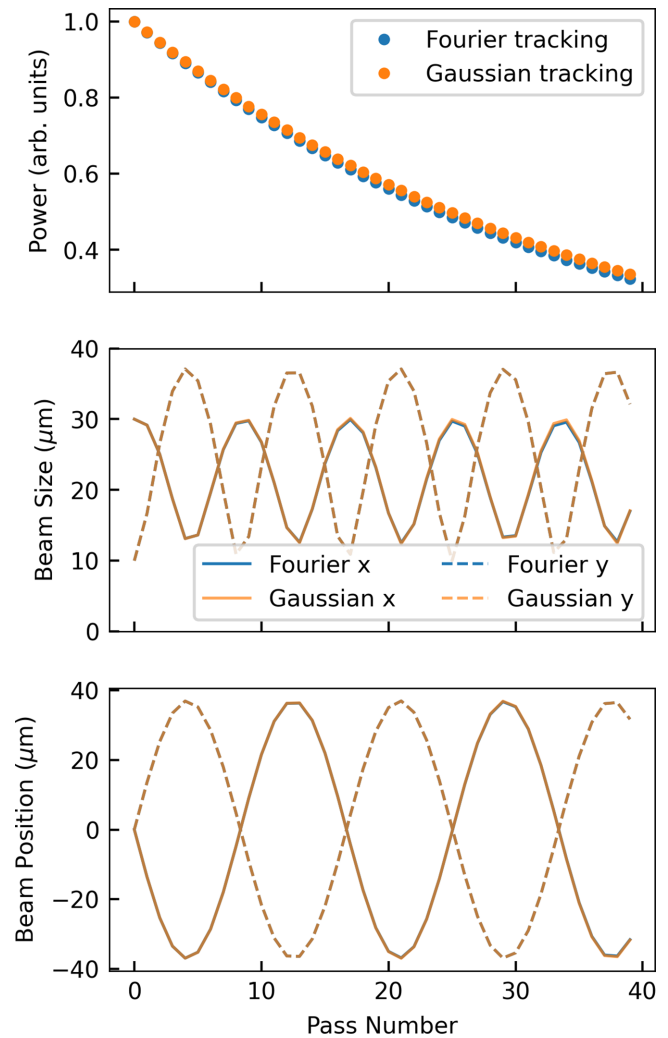 Power (arb. units)
1.0
0.8
0.6
0.4
Fourier tracking
Gaussian tracking
Beam Size (μm)
40
30
20
10
0
Fourier x
Fourier y
Gaussian x
Gaussian y
Beam Position (μm)
40
20
0
−20
−40
0
10
20
30
40
Pass Number